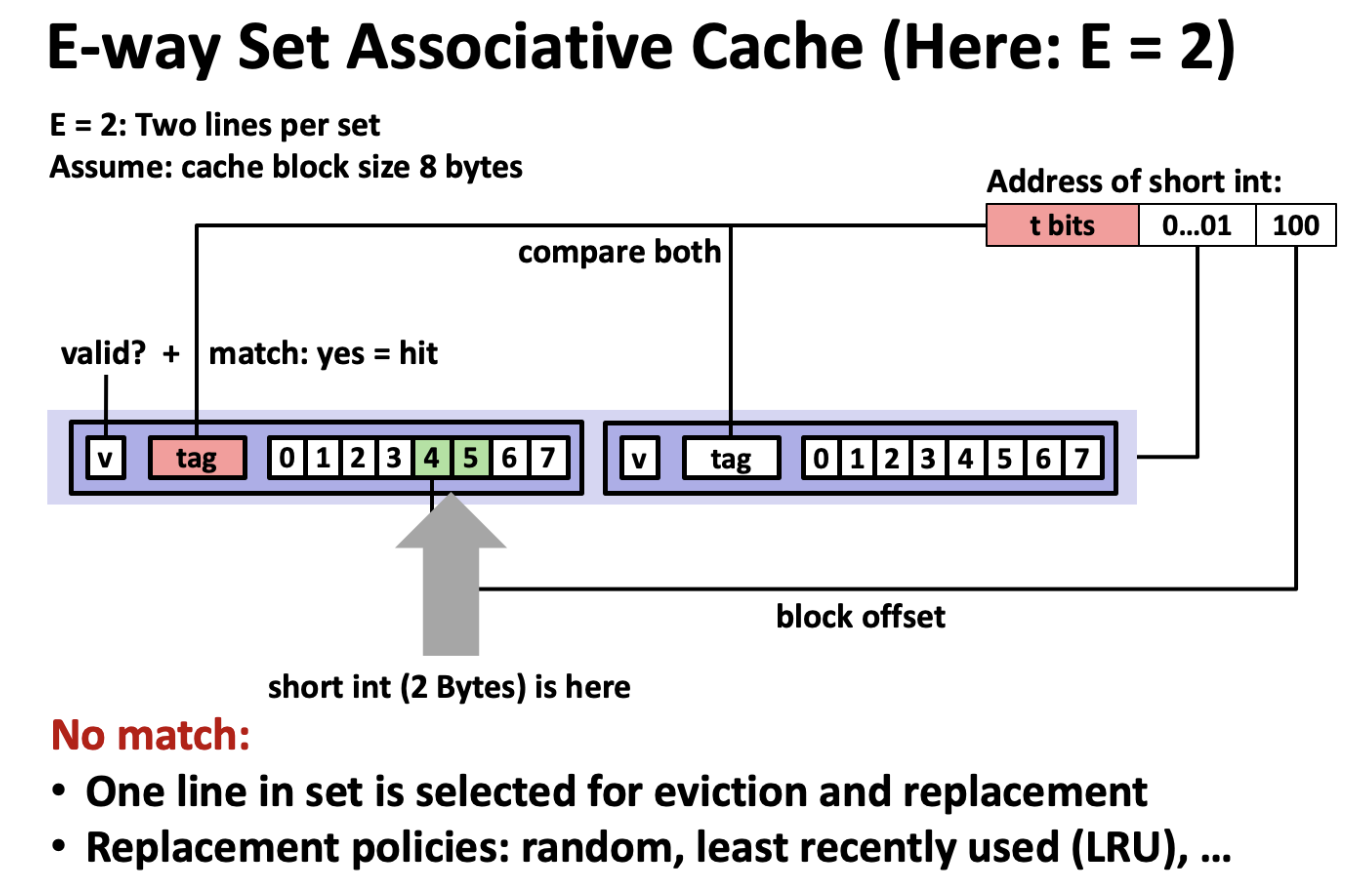 E-way Set Associative Cache (Here: E = 2)
E = 2: Two lines per set
Assume: cache block size 8 bytes
Address of short int:
t bits 0...01 100
compare both
valid? + match: yes = hit
v tag 0 1 2 3 4 5 6 7 v tag 0 1 2 3 4 5 6 7
block offset
short int (2 Bytes) is here
No match:
• One line in set is selected for eviction and replacement
• Replacement policies: random, least recently used (LRU), ...